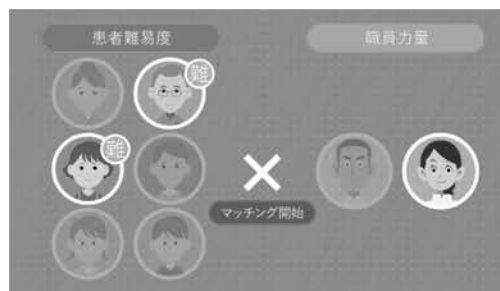 患者難易度
職員力量
難
難
マッチング開始